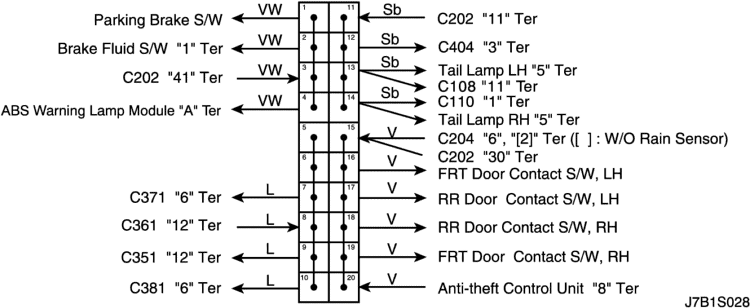 Parking Brake S/W VW 1 11 Sb C202 "11" Ter
Brake Fluid S/W "1" Ter VW 2 12 Sb C404 "3" Ter
C202 "41" Ter VW 3 13 Sb Tail Lamp LH "5" Ter
C108 "11" Ter
ABS Warning Lamp Module "A" Ter VW 4 14 Sb C110 "1" Ter
Tail Lamp RH "5" Ter
5 15 V C204 "6", "[2]" Ter ([ ] : W/O Rain Sensor)
C202 "30" Ter
6 16 V FRT Door Contact S/W, LH
C371 "6" Ter L 7 17 V RR Door Contact S/W, LH
C361 "12" Ter L 8 18 V RR Door Contact S/W, RH
C351 "12" Ter L 9 19 V FRT Door Contact S/W, RH
C381 "6" Ter L 10 20 V Anti-theft Control Unit "8" Ter
J7B1S028